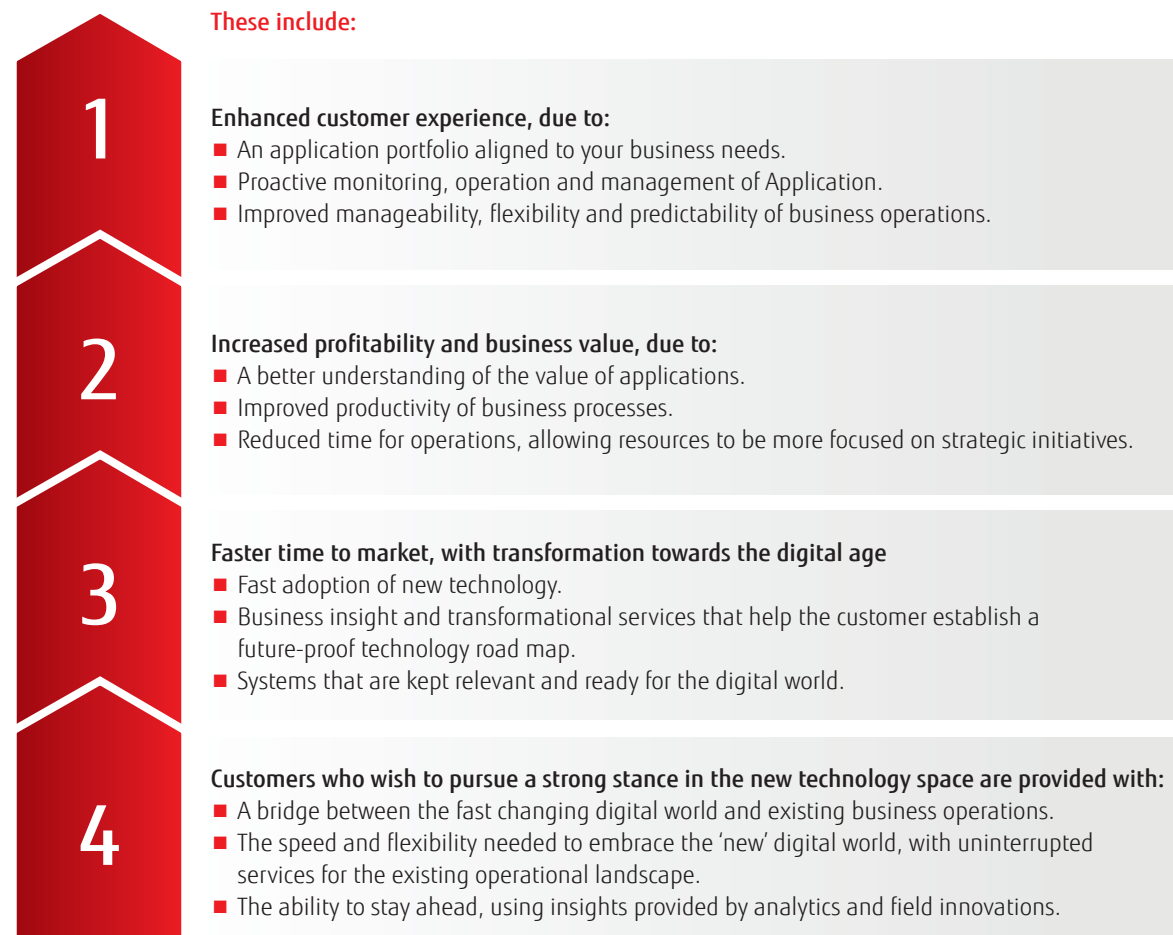 These include:
1
Enhanced customer experience, due to:
■ An application portfolio aligned to your business needs.
■ Proactive monitoring, operation and management of Application.
■ Improved manageability, flexibility and predictability of business operations.
2
Increased profitability and business value, due to:
■ A better understanding of the value of applications.
■ Improved productivity of business processes.
■ Reduced time for operations, allowing resources to be more focused on strategic initiatives.
3
Faster time to market, with transformation towards the digital age
■ Fast adoption of new technology.
■ Business insight and transformational services that help the customer establish a
future-proof technology road map.
■ Systems that are kept relevant and ready for the digital world.
4
Customers who wish to pursue a strong stance in the new technology space are provided with:
■ A bridge between the fast changing digital world and existing business operations.
■ The speed and flexibility needed to embrace the ‘new’ digital world, with uninterrupted
services for the existing operational landscape.
■ The ability to stay ahead, using insights provided by analytics and field innovations.